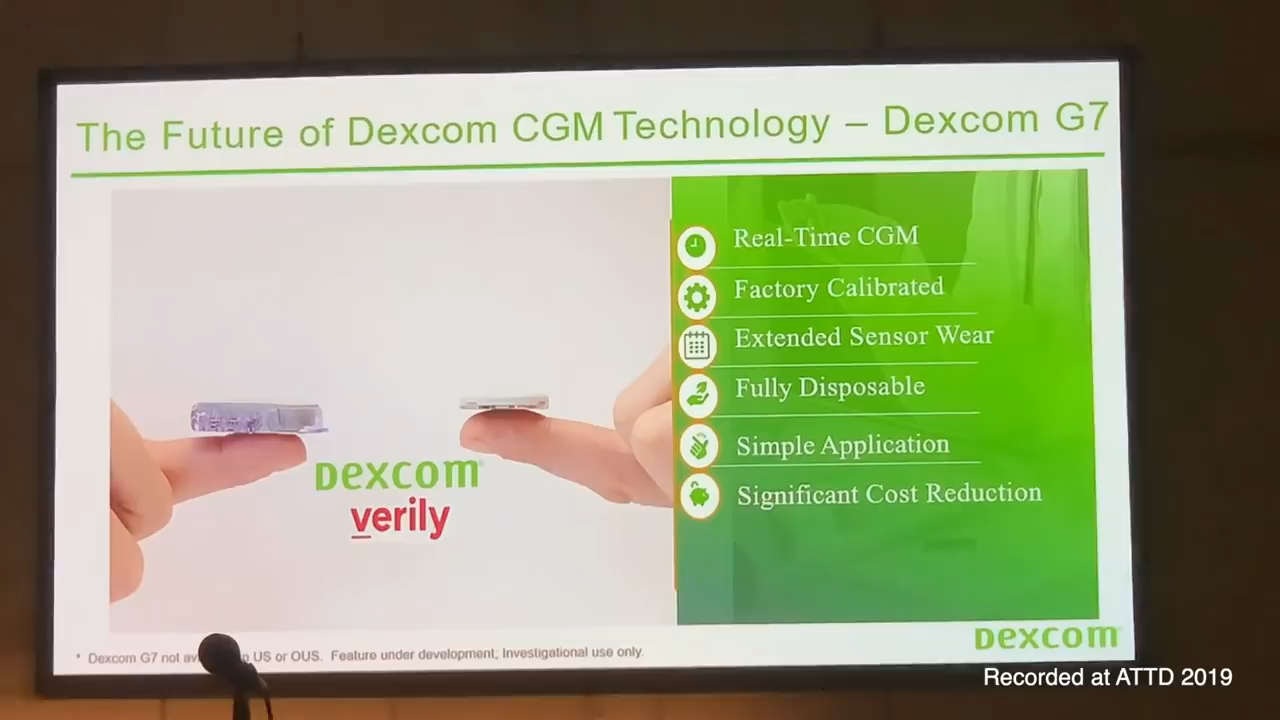 The Future of Dexcom CGM Technology – Dexcom G7
Real-Time CGM
Factory Calibrated
Extended Sensor Wear
Fully Disposable
Simple Application
Significant Cost Reduction
Dexcom
verily
Dexcom
* Dexcom G7 not US or OUS. Feature under development; Investigational use only.
Recorded at ATTD 2019